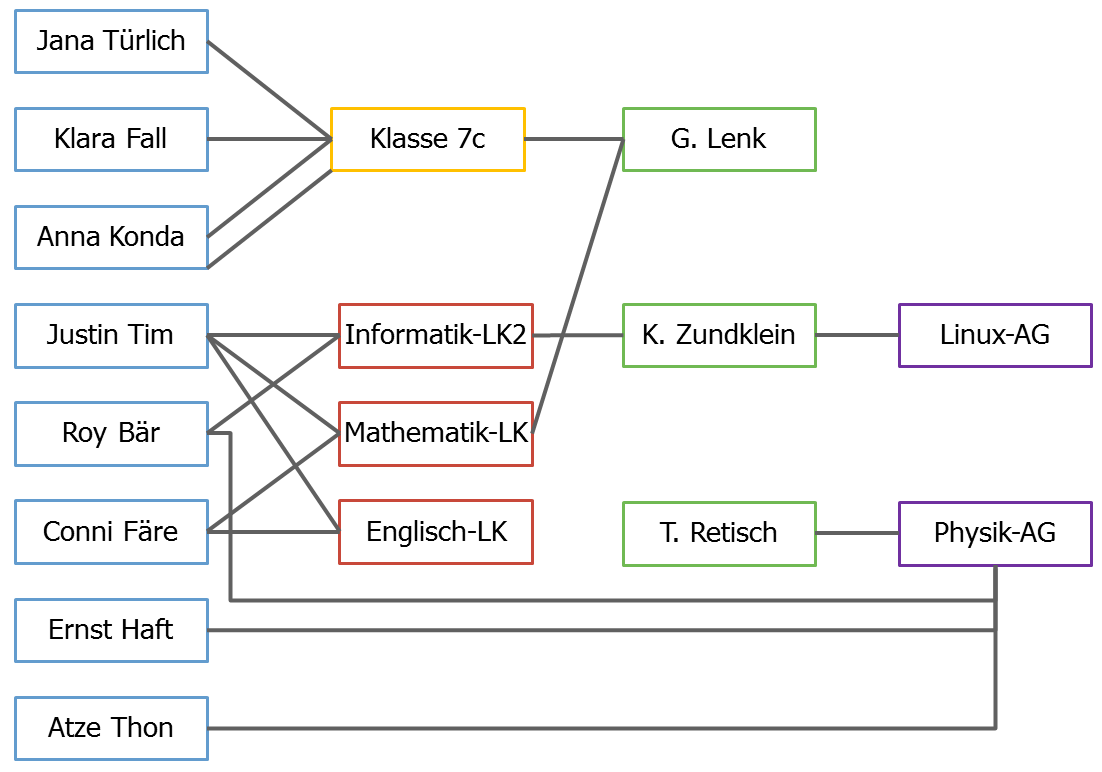 Jana Türlich
Klara Fall
Klasse 7c
G. Lenk
Anna Konda
Justin Tim
Informatik-LK2
K. Zundklein
Linux-AG
Roy Bär
Mathematik-LK
Conni Färe
Englisch-LK
T. Retisch
Physik-AG
Ernst Haft
Atze Thon